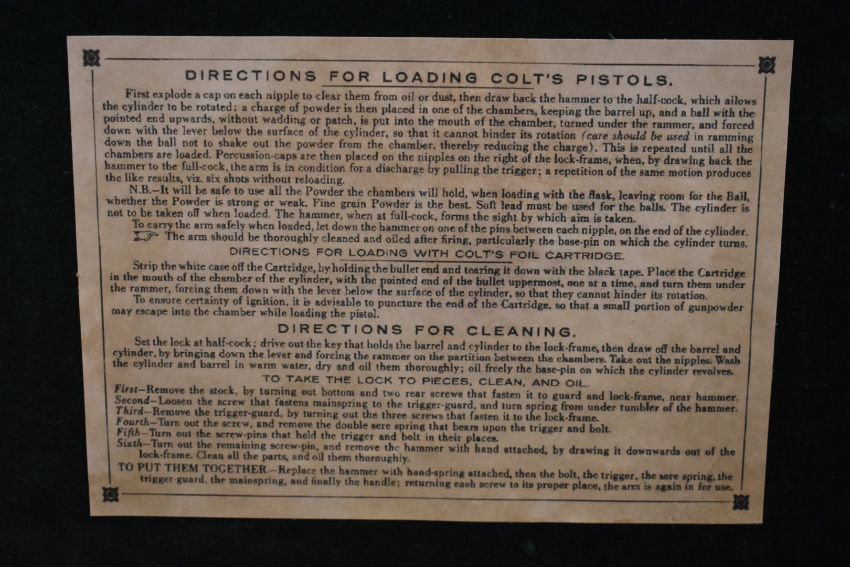 DIRECTIONS FOR LOADING COLT'S PISTOLS.
First explode a cap on each nipple to clear them from oil or dust, then draw back the hammer to the half-cock, which allows
the cylinder to be rotated; a charge of powder is then placed in one of the chambers, keeping the barrel up, and a ball with the
pointed end upwards, without wadding or patch, is put into the mouth of the chamber, turned under the rammer, and forced
down with the lever below the surface of the cylinder, so that it cannot hinder its rotation (care should be used in ramming
down the ball not to shake out the powder from the chamber, thereby reducing the charge). This is repeated until all the
chambers are loaded. Percussion-caps are then placed on the nipples on the right of the lock-frame, when, by drawing back the
hammer to the full-cock, the arm is in condition for a discharge by pulling the trigger; a repetition of the same motion produces
the like results, viz. six shots without reloading.
N.B.—It will be safe to use all the Powder the chambers will hold, when loading with the flask, leaving room for the Ball,
whether the Powder is strong or weak. Fine grain Powder is the best. Soft lead must be used for the balls. The cylinder is
not to be taken off when loaded. The hammer, when at full-cock, forms the sight by which aim is taken.
To carry the arm safely when loaded, let down the hammer on one of the pins between each nipple, on the end of the cylinder.
☞ The arm should be thoroughly cleaned and oiled after firing, particularly the base-pin on which the cylinder turns.
DIRECTIONS FOR LOADING WITH COLT'S FOIL CARTRIDGE.
Strip the white case off the Cartridge, by holding the bullet end and tearing it down with the black tape. Place the Cartridge
in the mouth of the chamber of the cylinder, with the pointed end of the bullet uppermost, one at a time, and turn them under
the rammer, forcing them down with the lever below the surface of the cylinder, so that they cannot hinder its rotation.
To ensure certainty of ignition, it is advisable to puncture the end of the Cartridge, so that a small portion of gunpowder
may escape into the chamber while loading the pistol.
DIRECTIONS FOR CLEANING.
Set the lock at half-cock; drive out the key that holds the barrel and cylinder to the lock-frame, then draw off the barrel and
cylinder, by bringing down the lever and forcing the rammer on the partition between the chambers. Take out the nipples. Wash
the cylinder and barrel in warm water, dry and oil them thoroughly; oil freely the base-pin on which the cylinder revolves.
TO TAKE THE LOCK TO PIECES, CLEAN, AND OIL.
First—Remove the stock, by turning out bottom and two rear screws that fasten it to guard and lock-frame, near hammer.
Second—Loosen the screw that fastens mainspring to the trigger-guard, and turn spring from under tumbler of the hammer.
Third—Remove the trigger-guard, by turning out the three screws that fasten it to the lock-frame.
Fourth—Turn out the screw, and remove the double sere spring that bears upon the trigger and bolt.
Fifth—Turn out the screw-pins that hold the trigger and bolt in their places.
Sixth—Turn out the remaining screw-pin, and remove the hammer with hand attached, by drawing it downwards out of the
lock-frame. Clean all the parts, and oil them thoroughly.
TO PUT THEM TOGETHER.—Replace the hammer with hand-spring attached, then the bolt, the trigger, the sere spring, the
trigger-guard, the mainspring, and finally the handle; returning each screw to its proper place, the arm is again in for use.